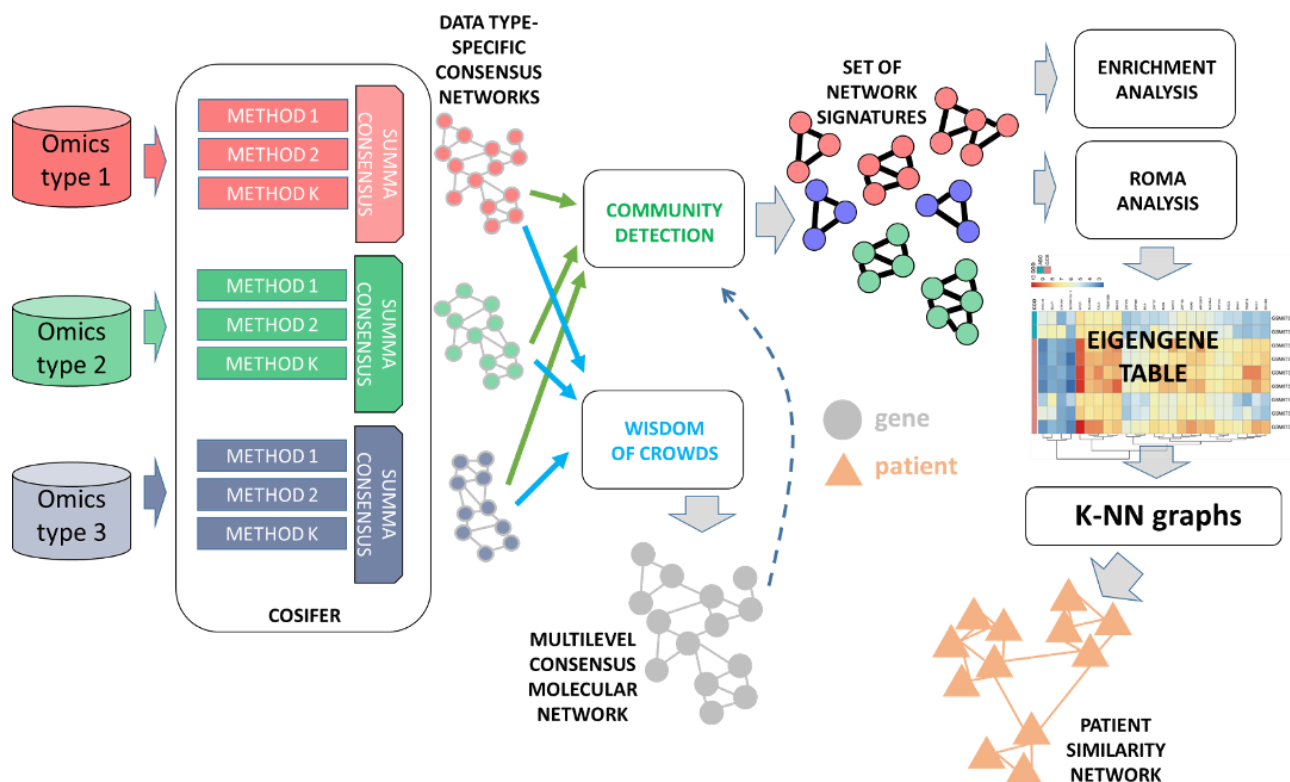 DATA TYPE-
SPECIFIC
CONSENSUS
NETWORKS
Omics
type 1
METHOD 1
METHOD 2
METHOD K
SUMMA
CONSENSUS
Omics
type 2
METHOD 1
METHOD 2
METHOD K
SUMMA
CONSENSUS
Omics
type 3
METHOD 1
METHOD 2
METHOD K
SUMMA
CONSENSUS
COSIFER
COMMUNITY
DETECTION
WISDOM
OF CROWDS
MULTILEVEL
CONSENSUS
MOLECULAR
NETWORK
SET OF
NETWORK
SIGNATURES
gene
patient
ENRICHMENT
ANALYSIS
ROMA
ANALYSIS
EIGENGENE
TABLE
K-NN graphs
PATIENT
SIMILARITY
NETWORK